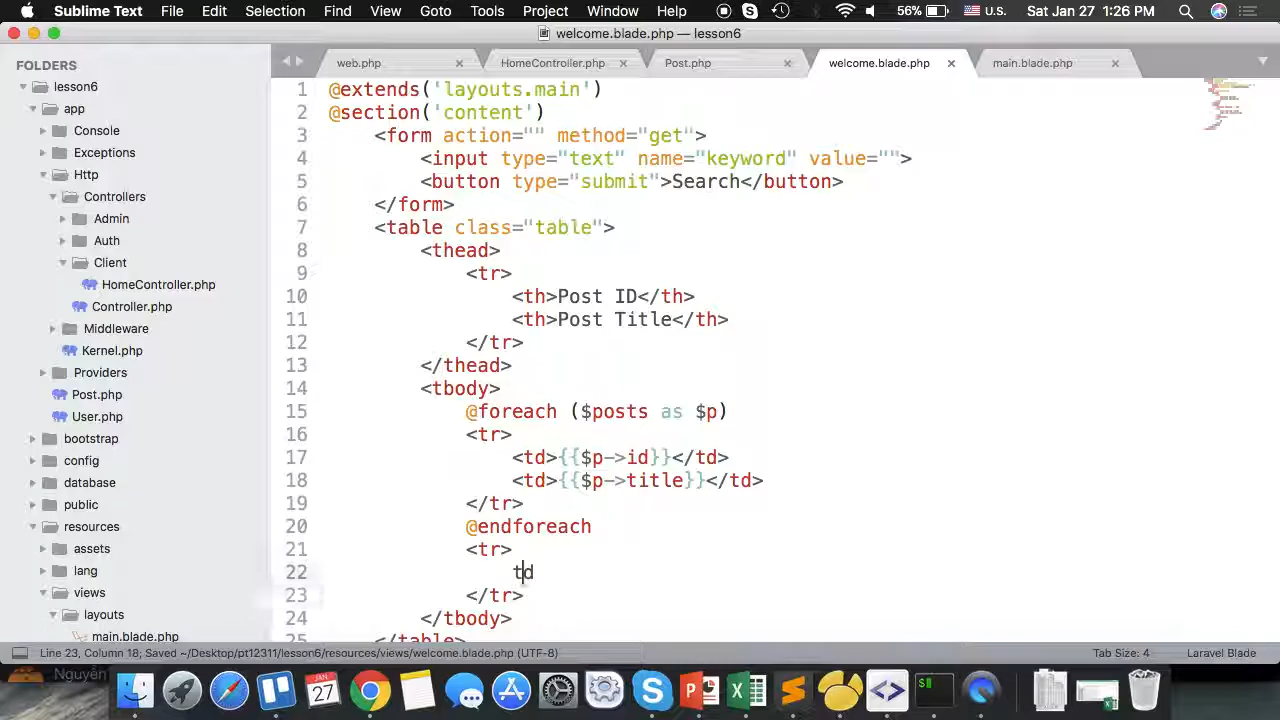 Sublime Text File Edit Selection Find View Goto Tools Project Window Help 56% U.S. Sat Jan 27 1:26 PM
welcome.blade.php — lesson6
FOLDERS
lesson6
app
Console
Exceptions
Http
Controllers
Admin
Auth
Client
HomeController.php
Controller.php
Middleware
Kernel.php
Providers
Post.php
User.php
bootstrap
config
database
public
resources
assets
lang
views
layouts
main.blade.php
web.php HomeController.php Post.php welcome.blade.php main.blade.php
1 @extends('layouts.main')
2 @section('content')
3 <form action="" method="get">
4 <input type="text" name="keyword" value="">
5 <button type="submit">Search</button>
6 </form>
7 <table class="table">
8 <thead>
9 <tr>
10 <th>Post ID</th>
11 <th>Post Title</th>
12 </tr>
13 </thead>
14 <tbody>
15 @foreach ($posts as $p)
16 <tr>
17 <td>{{$p->id}}</td>
18 <td>{{$p->title}}</td>
19 </tr>
20 @endforeach
21 <tr>
22 td
23 </tr>
24 </tbody>
25 </table>
Line 23, Column 18; Saved ~/Desktop/pt12311/lesson6/resources/views/welcome.blade.php (UTF-8) Tab Size: 4 Laravel Blade
Nguyễn
JAN
27